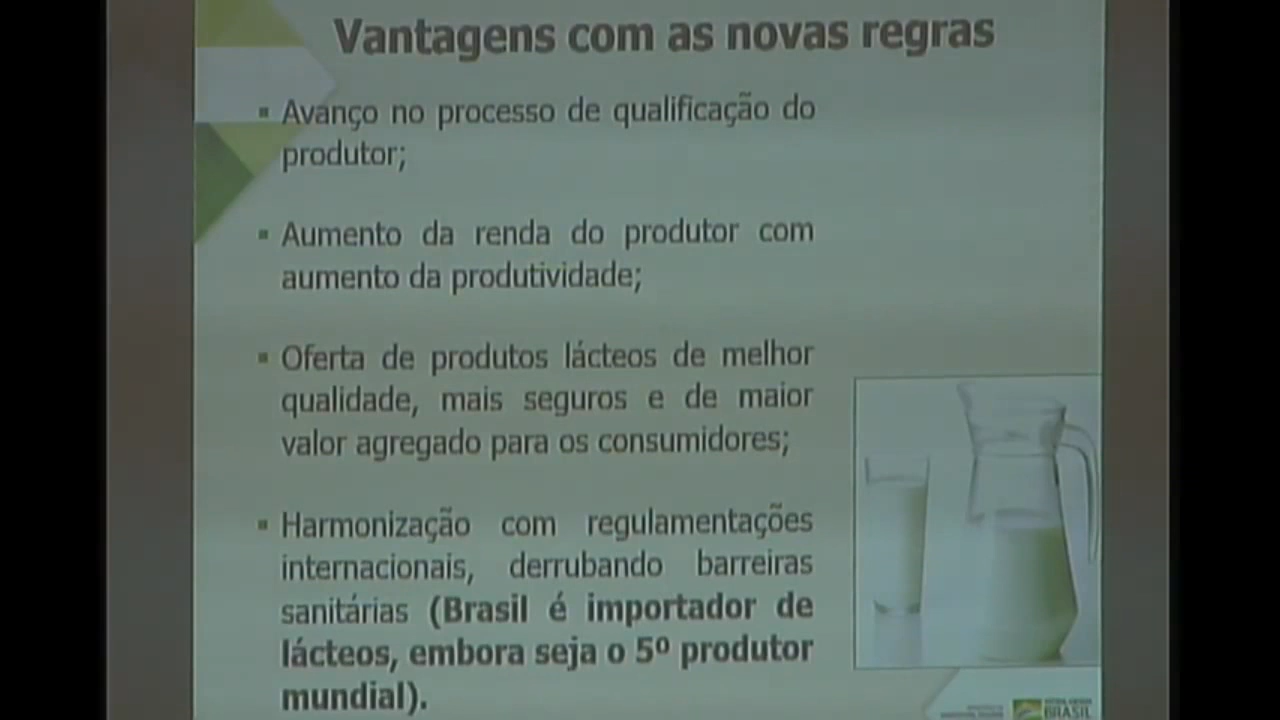 Vantagens com as novas regras
▪ Avanço no processo de qualificação do
produtor;
▪ Aumento da renda do produtor com
aumento da produtividade;
▪ Oferta de produtos lácteos de melhor
qualidade, mais seguros e de maior
valor agregado para os consumidores;
▪ Harmonização com regulamentações
internacionais, derrubando barreiras
sanitárias (Brasil é importador de
lácteos, embora seja o 5º produtor
mundial).
BRASIL